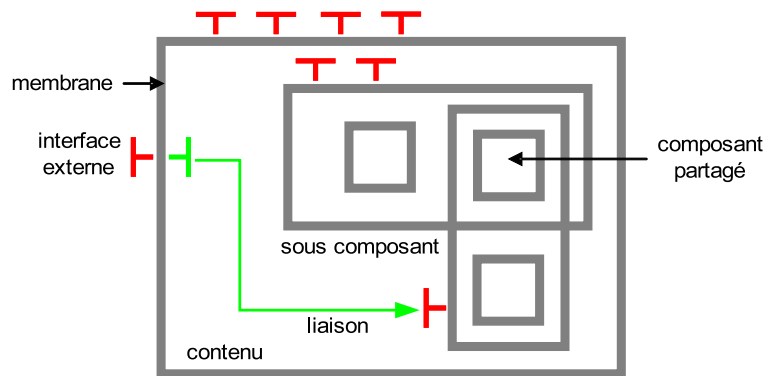 membrane
interface
externe
composant
partagé
sous composant
liaison
contenu